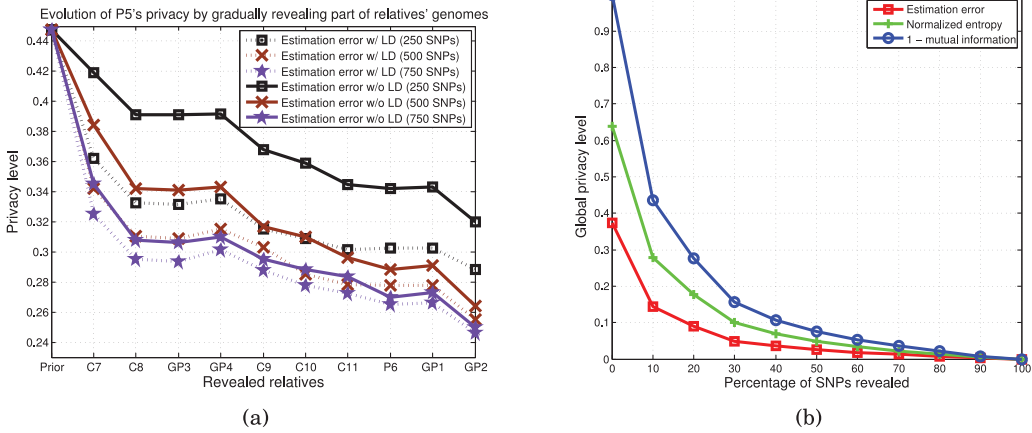 Evolution of P5's privacy by gradually revealing part of relatives' genomes
0.44
0.42
0.4
0.38
0.36
0.34
0.32
0.3
0.28
0.26
0.24
Privacy level
Estimation error w/ LD (250 SNPs)
Estimation error w/ LD (500 SNPs)
Estimation error w/ LD (750 SNPs)
Estimation error w/o LD (250 SNPs)
Estimation error w/o LD (500 SNPs)
Estimation error w/o LD (750 SNPs)
Prior C7 C8 GP3 GP4 C9 C10 C11 P6 GP1 GP2
Revealed relatives
(a)
0.9
0.8
0.7
0.6
0.5
0.4
0.3
0.2
0.1
0
Global privacy level
Estimation error
Normalized entropy
1 – mutual information
0 10 20 30 40 50 60 70 80 90 100
Percentage of SNPs revealed
(b)